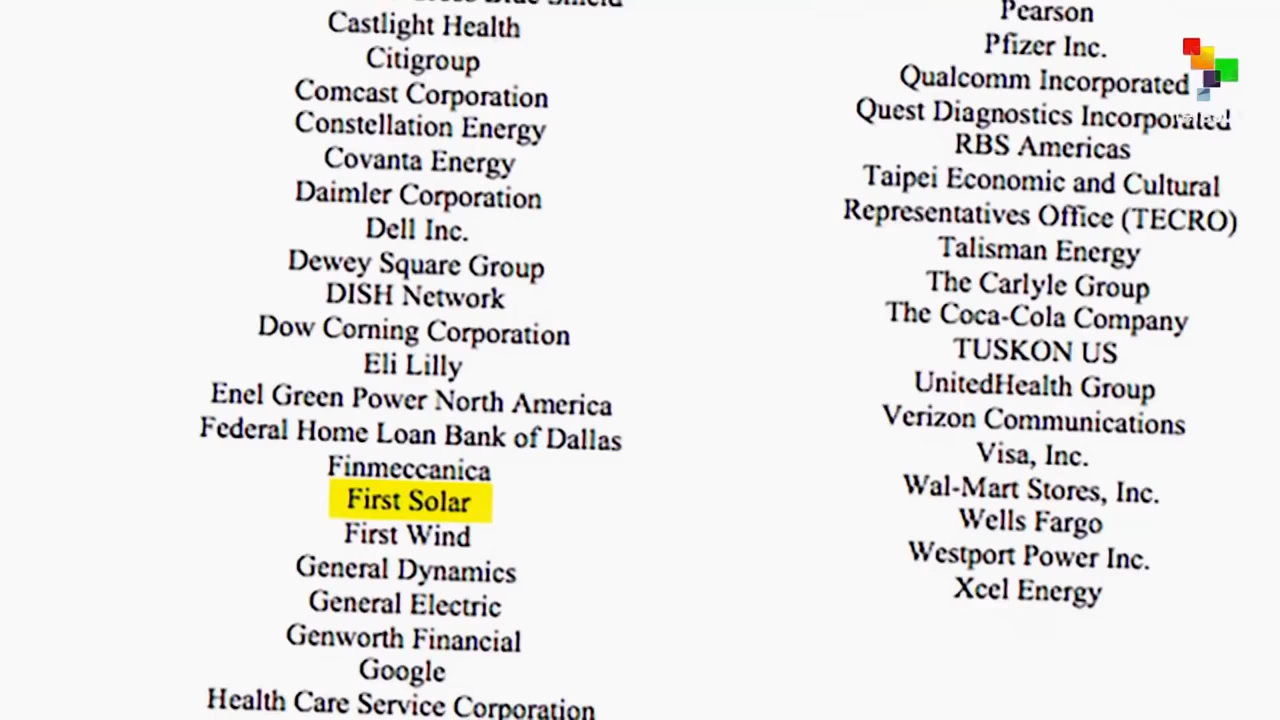 Castlight Health
Citigroup
Comcast Corporation
Constellation Energy
Covanta Energy
Daimler Corporation
Dell Inc.
Dewey Square Group
DISH Network
Dow Corning Corporation
Eli Lilly
Enel Green Power North America
Federal Home Loan Bank of Dallas
Finmeccanica
First Solar
First Wind
General Dynamics
General Electric
Genworth Financial
Google
Health Care Service Corporation
Pearson
Pfizer Inc.
Qualcomm Incorporated
Quest Diagnostics Incorporated
RBS Americas
Taipei Economic and Cultural
Representatives Office (TECRO)
Talisman Energy
The Carlyle Group
The Coca-Cola Company
TUSKON US
UnitedHealth Group
Verizon Communications
Visa, Inc.
Wal-Mart Stores, Inc.
Wells Fargo
Westport Power Inc.
Xcel Energy